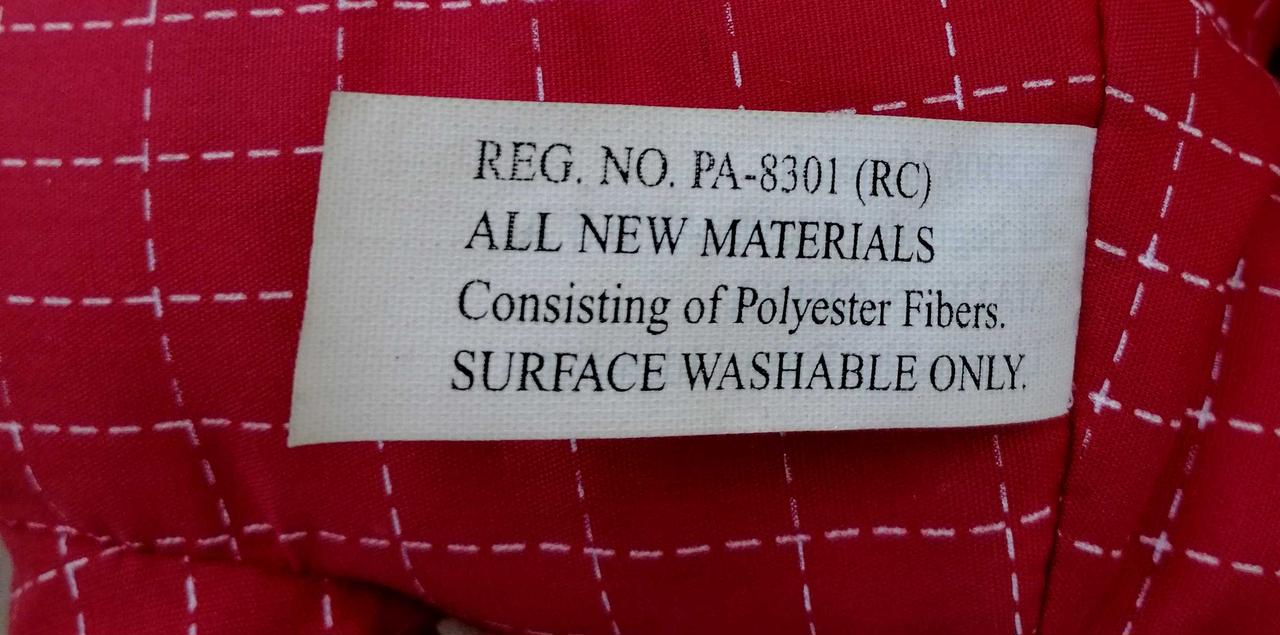 REG. NO. PA-8301 (RC)
ALL NEW MATERIALS
Consisting of Polyester Fibers.
SURFACE WASHABLE ONLY.